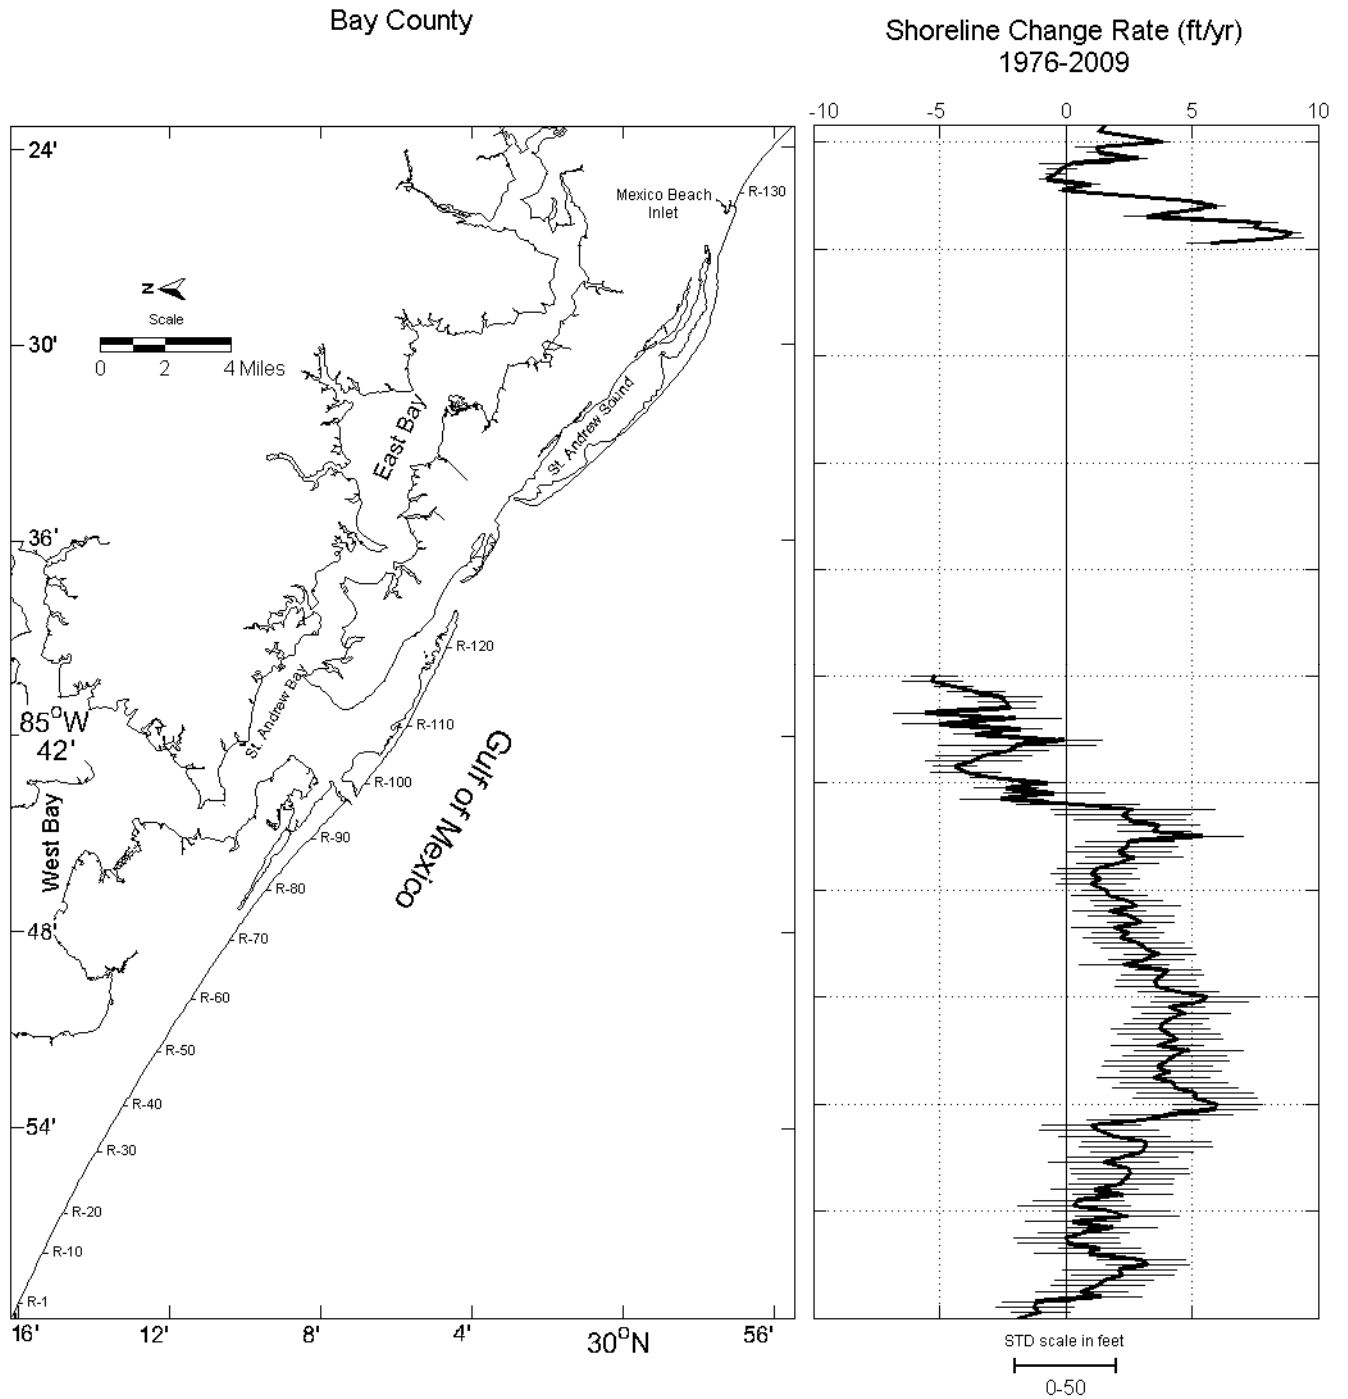 Bay County
Shoreline Change Rate (ft/yr)
1976-2009
-10 -5 0 5 10
24'
Mexico Beach
Inlet
R-130
N
Scale
0 2 4 Miles
30'
East Bay
St. Andrew Sound
36'
R-120
St. Andrew Bay
85°W
42'
R-110
Gulf of Mexico
R-100
West Bay
R-90
R-80
48'
R-70
R-60
R-50
R-40
54'
R-30
R-20
R-10
R-1
16' 12' 8' 4' 30°N 56'
STD scale in feet
0-50